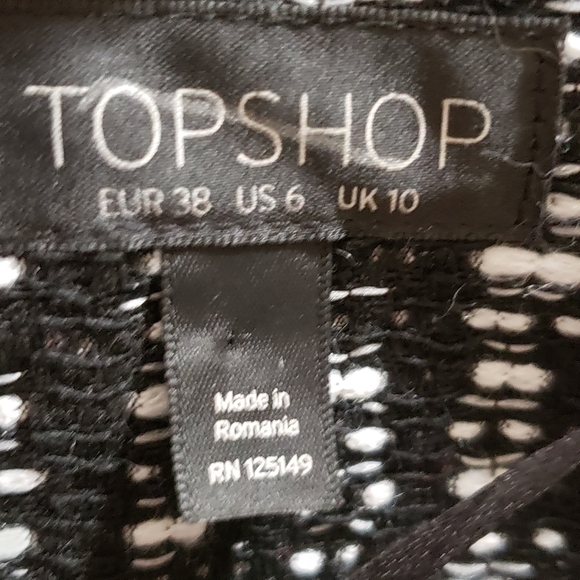 TOPSHOP
EUR 38 US 6 UK 10
Made in
Romania
RN 125149